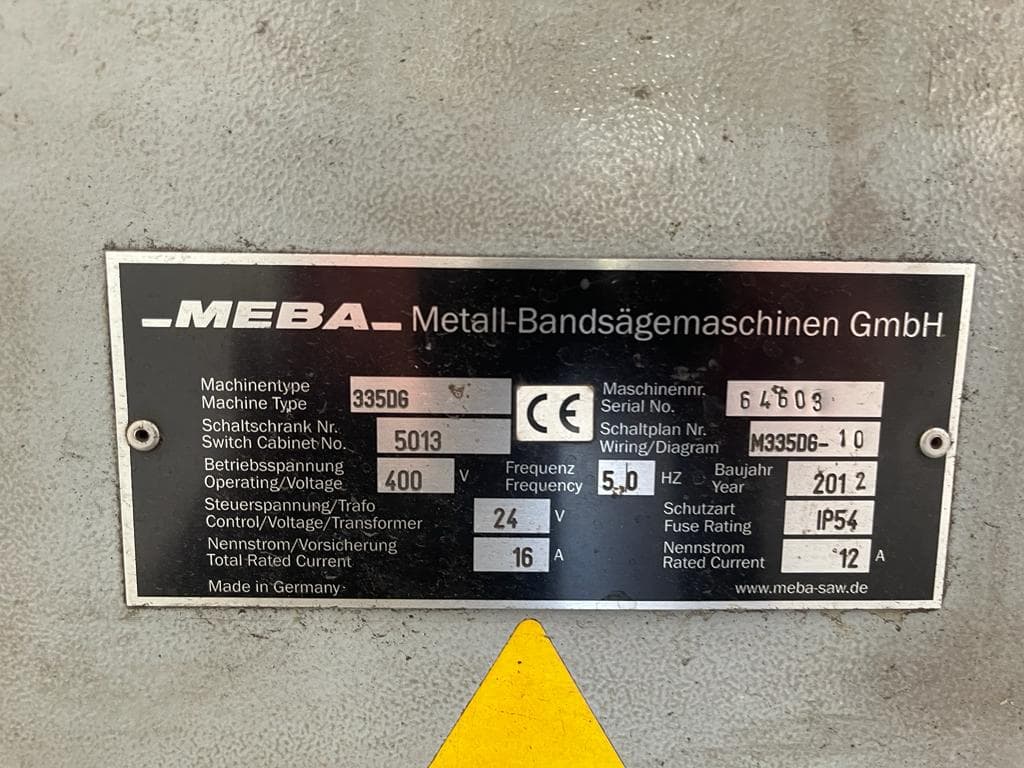 MEBA Metall-Bandsägemaschinen GmbH
Machinentype
Machine Type 335DG
CE
Maschinennr.
Serial No. 64603
Schaltschrank Nr.
Switch Cabinet No. 5013
Schaltplan Nr.
Wiring/Diagram M335DG-10
Betriebsspannung
Operating/Voltage 400 V
Frequenz
Frequency 50 HZ
Baujahr
Year 2012
Steuerspannung/Trafo
Control/Voltage/Transformer 24 V
Schutzart
Fuse Rating IP54
Nennstrom/Vorsicherung
Total Rated Current 16 A
Nennstrom
Rated Current 12 A
Made in Germany
www.meba-saw.de